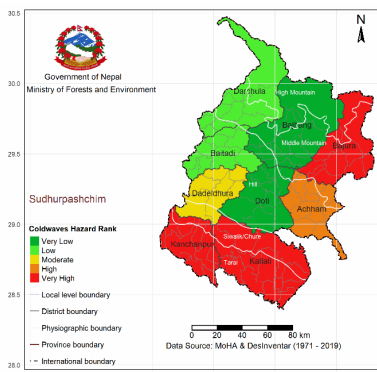 30.5
N
30.0
Government of Nepal
Ministry of Forests and Environment
Darchula
High Mountain
Bajhang
Middle Mountain
Bajura
Baitadi
29.5
Hill
Dadeldhura
Doti
Achham
Sudhurpashchim
29.0
Coldwaves Hazard Rank
Very Low
Low
Moderate
High
Very High
Siwalik/Chure
Kanchanpur
Tarai
Kailali
Local level boundary
District boundary
Physiographic boundary
Province boundary
International boundary
28.5
0 20 40 60 80 km
Data Source: MoHA & DesInventar (1971 - 2019)
28.0